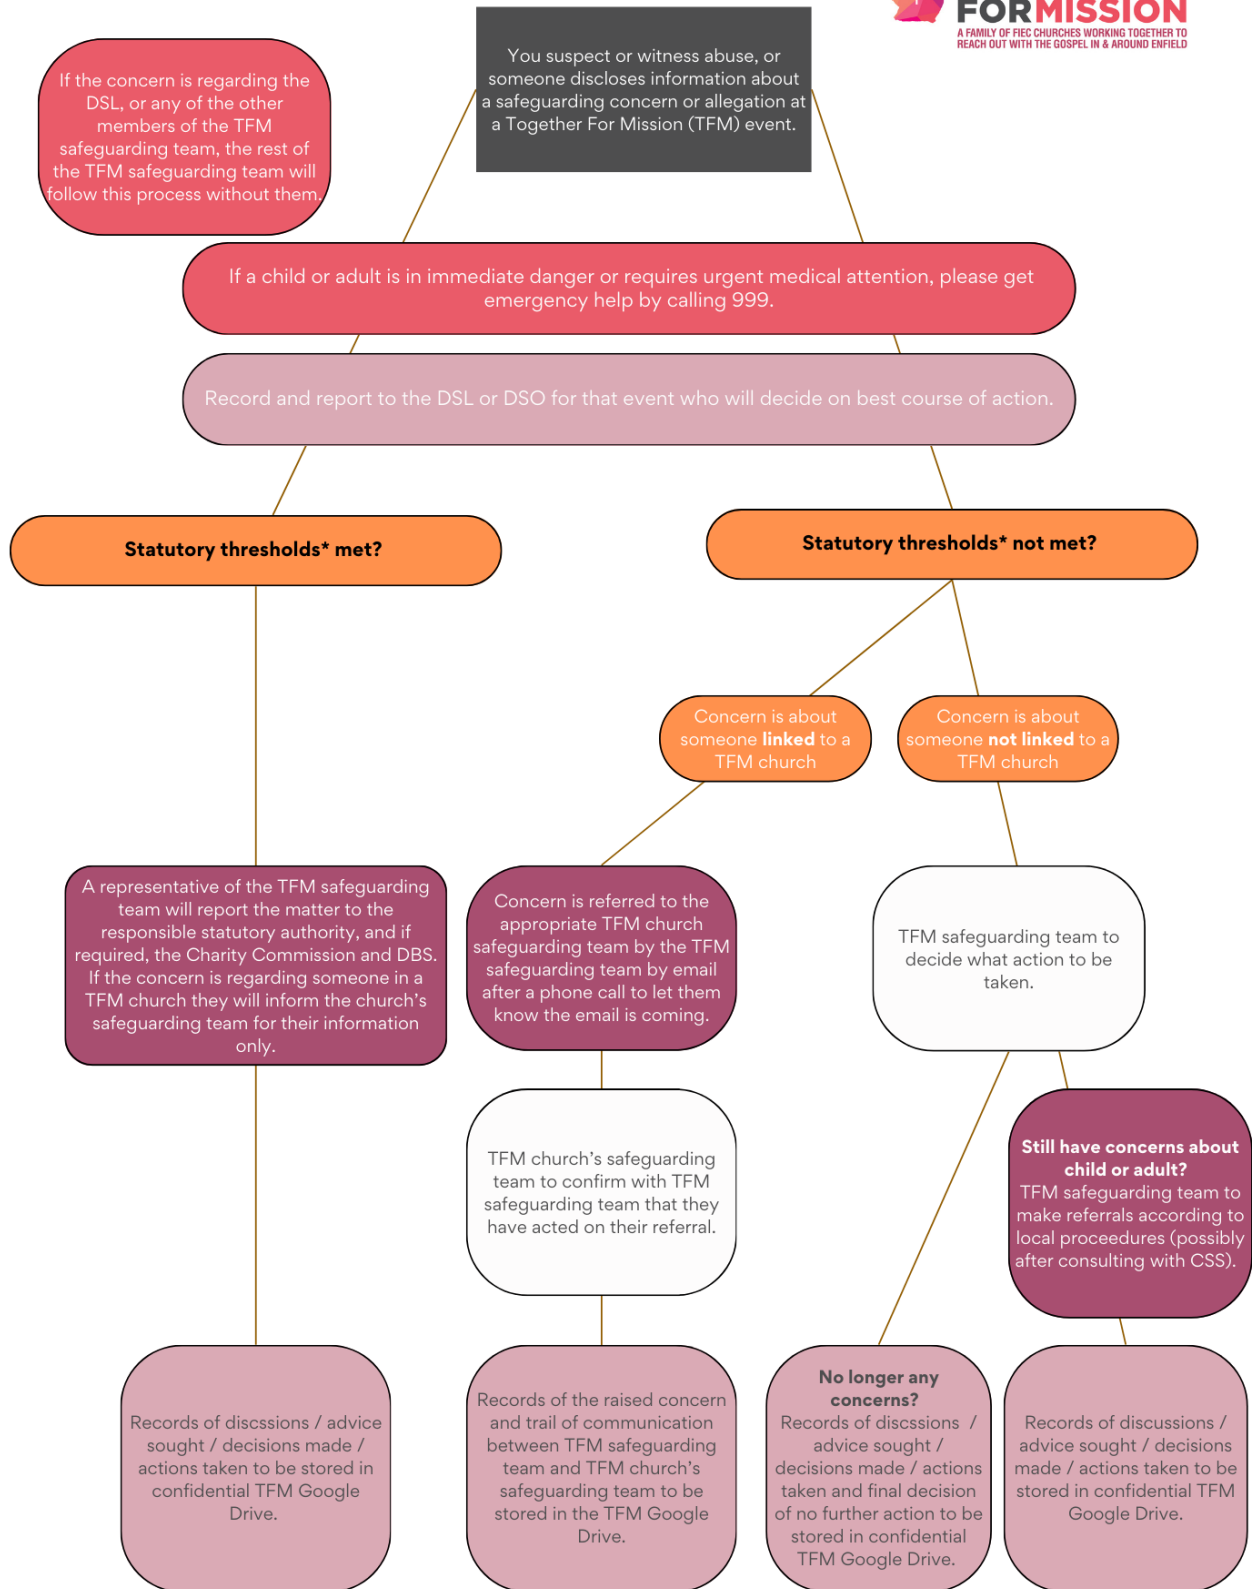 FORMISSION
A FAMILY OF FIEC CHURCHES WORKING TOGETHER TO
REACH OUT WITH THE GOSPEL IN & AROUND ENFIELD
You suspect or witness abuse, or
someone discloses information about
a safeguarding concern or allegation at
a Together For Mission (TFM) event.
If the concern is regarding the
DSL, or any of the other
members of the TFM
safeguarding team, the rest of
the TFM safeguarding team will
follow this process without them.
If a child or adult is in immediate danger or requires urgent medical attention, please get
emergency help by calling 999.
Record and report to the DSL or DSO for that event who will decide on best course of action.
Statutory thresholds* met?
Statutory thresholds* not met?
Concern is about
someone linked to a
TFM church
Concern is about
someone not linked to a
TFM church
A representative of the TFM safeguarding
team will report the matter to the
responsible statutory authority, and if
required, the Charity Commission and DBS.
If the concern is regarding someone in a
TFM church they will inform the church's
safeguarding team for their information
only.
Concern is referred to the
appropriate TFM church
safeguarding team by the TFM
safeguarding team by email
after a phone call to let them
know the email is coming.
TFM safeguarding team to
decide what action to be
taken.
TFM church's safeguarding
team to confirm with TFM
safeguarding team that they
have acted on their referral.
Still have concerns about
child or adult?
TFM safeguarding team to
make referrals according to
local proceedures (possibly
after consulting with CSS).
Records of discssions / advice
sought / decisions made /
actions taken to be stored in
confidential TFM Google
Drive.
Records of the raised concern
and trail of communication
between TFM safeguarding
team and TFM church's
safeguarding team to be
stored in the TFM Google
Drive.
No longer any
concerns?
Records of discssions /
advice sought /
decisions made / actions
taken and final decision
of no further action to be
stored in confidential
TFM Google Drive.
Records of discussions /
advice sought / decisions
made / actions taken to be
stored in confidential TFM
Google Drive.